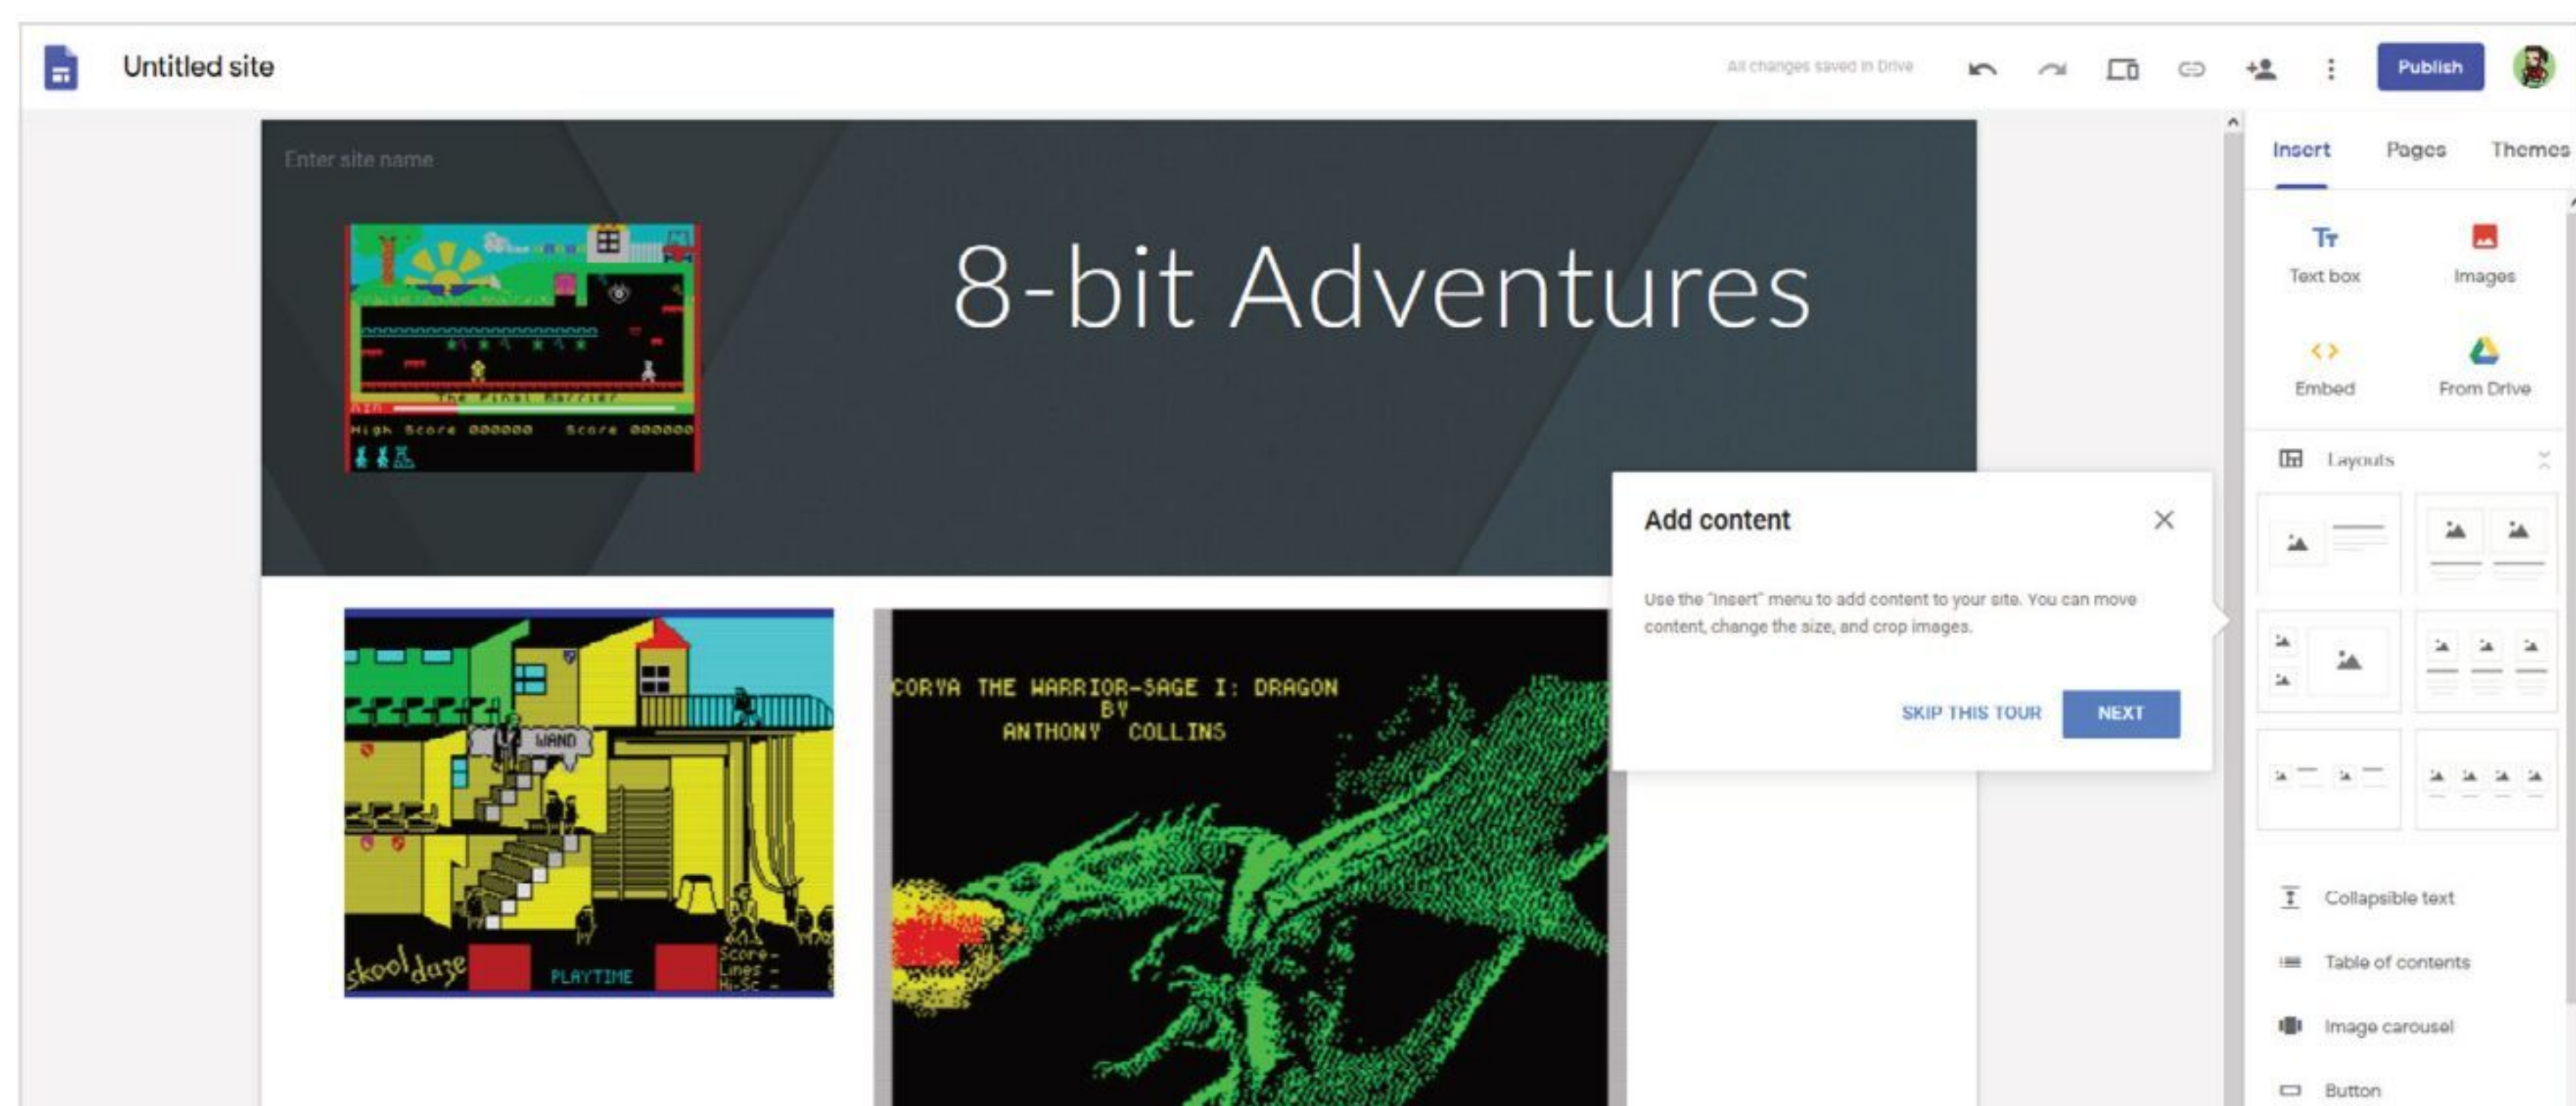 Untitled site
All changes saved in Drive
Publish
Enter site name
8-bit Adventures
The Final Barrier
AIR
High Score 000000 Score 000000
Insert Pages Themes
Text box Images
Embed From Drive
Layouts
Add content
Use the "Insert" menu to add content to your site. You can move
content, change the size, and crop images.
SKIP THIS TOUR NEXT
WAND
skool daze
PLAYTIME
Score-
Lines -
Hi-Sc -
CORYA THE WARRIOR-SAGE I: DRAGON
BY
ANTHONY COLLINS
Collapsible text
Table of contents
Image carousel
Button